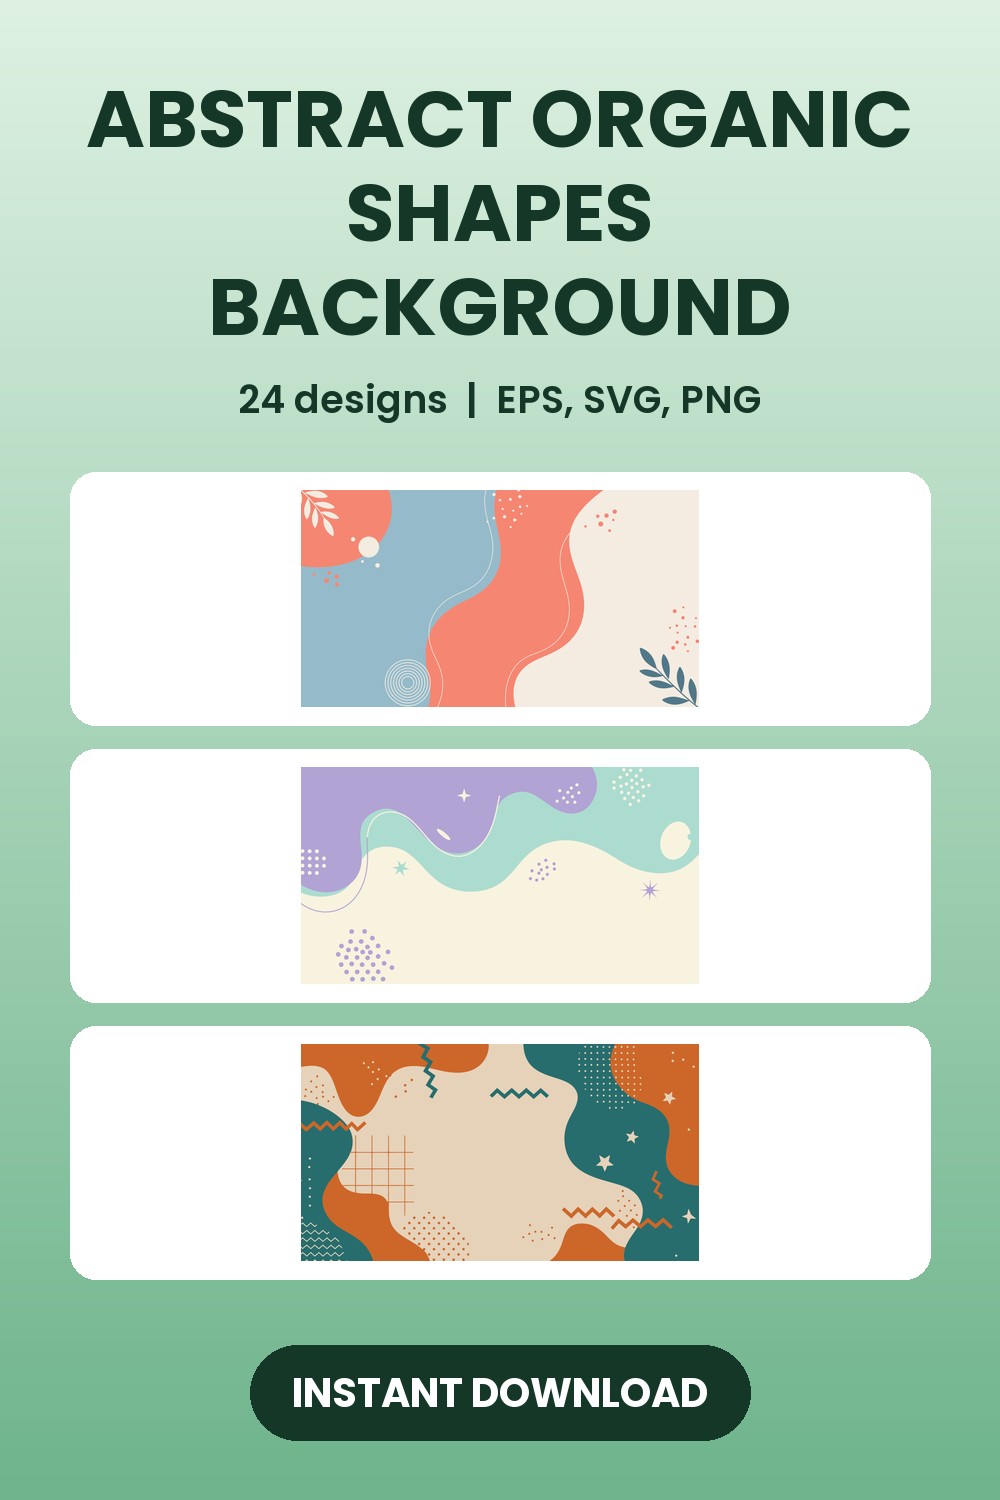 ABSTRACT ORGANIC
SHAPES
BACKGROUND
24 designs | EPS, SVG, PNG
INSTANT DOWNLOAD